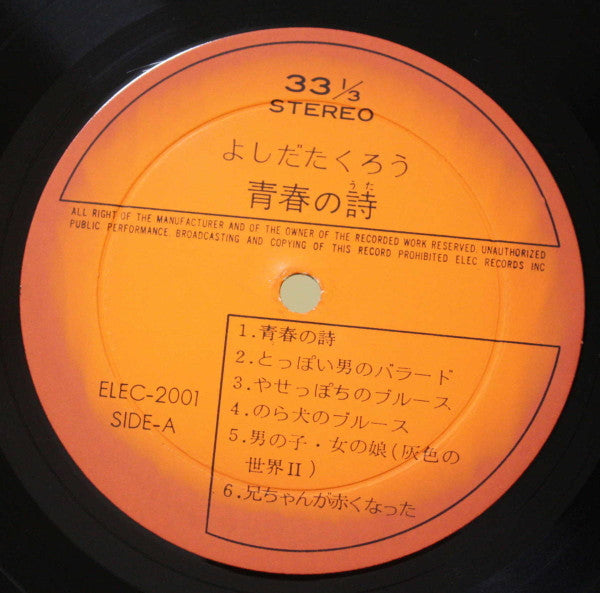 33 1/3
STEREO
よしだたくろう
うた
青春の詩
ALL RIGHT OF THE MANUFACTURER AND OF THE OWNER OF THE RECORDED WORK RESERVED. UNAUTHORIZED
PUBLIC PERFORMANCE, BROADCASTING AND COPYING OF THIS RECORD PROHIBITED ELEC RECORDS INC
ELEC-2001
SIDE-A
1.青春の詩
2.とっぽい男のバラード
3.やせっぽちのブルース
4.のら犬のブルース
5.男の子・女の娘(灰色の
世界II)
6.兄ちゃんが赤くなった